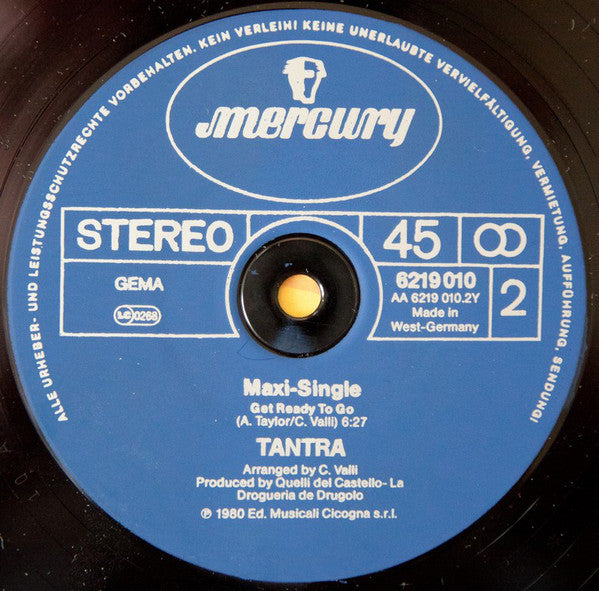 ALLE URHEBER- UND LEISTUNGSSCHUTZRECHTE VORBEHALTEN. KEIN VERLEIH! KEINE UNERLAUBTE VERVIELFÄLTIGUNG, VERMIETUNG, AUFFÜHRUNG, SENDUNG!
mercury
STEREO 45
GEMA
LC 0268
6219 010
AA 6219 010.2Y
Made in
West-Germany
2
Maxi-Single
Get Ready To Go
(A. Taylor/C. Valli) 6:27
TANTRA
Arranged by C. Valli
Produced by Quelli del Castello- La
Drogueria de Drugolo
℗ 1980 Ed. Musicali Cicogna s.r.l.